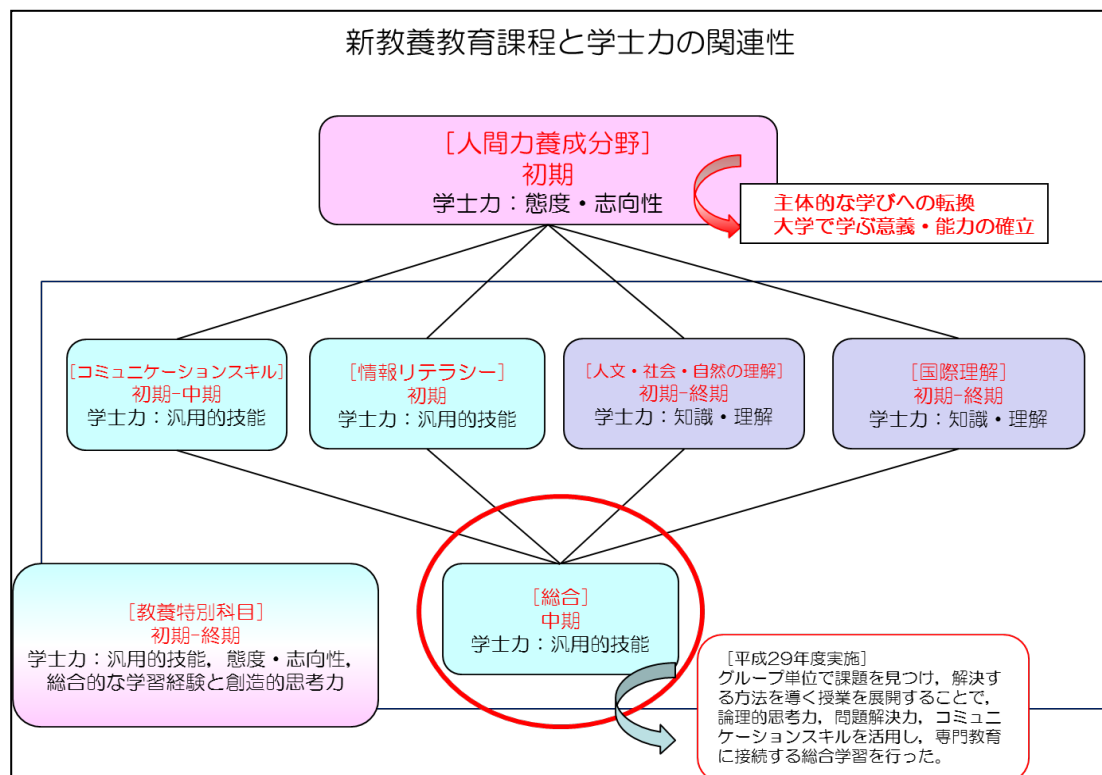 新教養教育課程と学士力の関連性
[人間力養成分野]
初期
学士力：態度・志向性
主体的な学びへの転換
大学で学ぶ意義・能力の確立
[コミュニケーションスキル]
初期-中期
学士力：汎用的技能
[情報リテラシー]
初期
学士力：汎用的技能
[人文・社会・自然の理解]
初期-終期
学士力：知識・理解
[国際理解]
初期-終期
学士力：知識・理解
[教養特別科目]
初期-終期
学士力：汎用的技能，態度・志向性，
総合的な学習経験と創造的思考力
[総合]
中期
学士力：汎用的技能
[平成29年度実施]
グループ単位で課題を見つけ，解決す
る方法を導く授業を展開することで，
論理的思考力，問題解決力，コミュニ
ケーションスキルを活用し，専門教育
に接続する総合学習を行った。